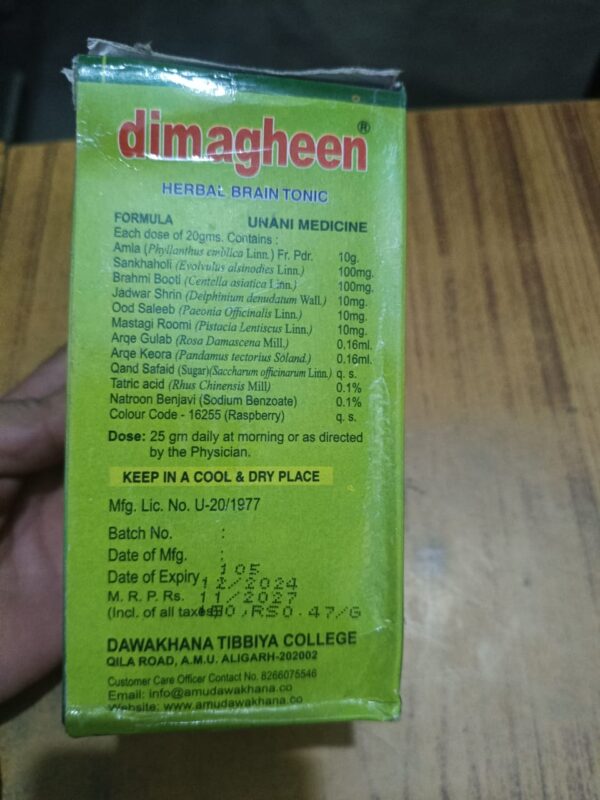 dimagheen®
HERBAL BRAIN TONIC
FORMULA UNANI MEDICINE
Each dose of 20gms. Contains :
Amla (Phyllanthus emblica Linn.) Fr. Pdr. 10g.
Sankhaholi (Evolvulus alsinodies Linn.) 100mg.
Brahmi Booti (Centella asiatica Linn.) 100mg.
Jadwar Shrin (Delphinium denudatum Wall.) 10mg.
Ood Saleeb (Paeonia Officinalis Linn.) 10mg.
Mastagi Roomi (Pistacia Lentiscus Linn.) 10mg.
Arqe Gulab (Rosa Damascena Mill.) 0.16ml.
Arqe Keora (Pandamus tectorius Soland.) 0.16ml.
Qand Safaid (Sugar)(Saccharum officinarum Linn.) q. s.
Tatric acid (Rhus Chinensis Mill) 0.1%
Natroon Benjavi (Sodium Benzoate) 0.1%
Colour Code - 16255 (Raspberry) q. s.
Dose: 25 gm daily at morning or as directed
by the Physician.
KEEP IN A COOL & DRY PLACE
Mfg. Lic. No. U-20/1977
Batch No. :
Date of Mfg. :
105
Date of Expiry 12/2024
M. R. P. Rs. 11/2027
(Incl. of all taxes) RS0.47/G
DAWAKHANA TIBBIYA COLLEGE
QILA ROAD, A.M.U. ALIGARH-202002
Customer Care Officer Contact No. 8266075546
Email: info@amudawakhana.co
Website: www.amudawakhana.co